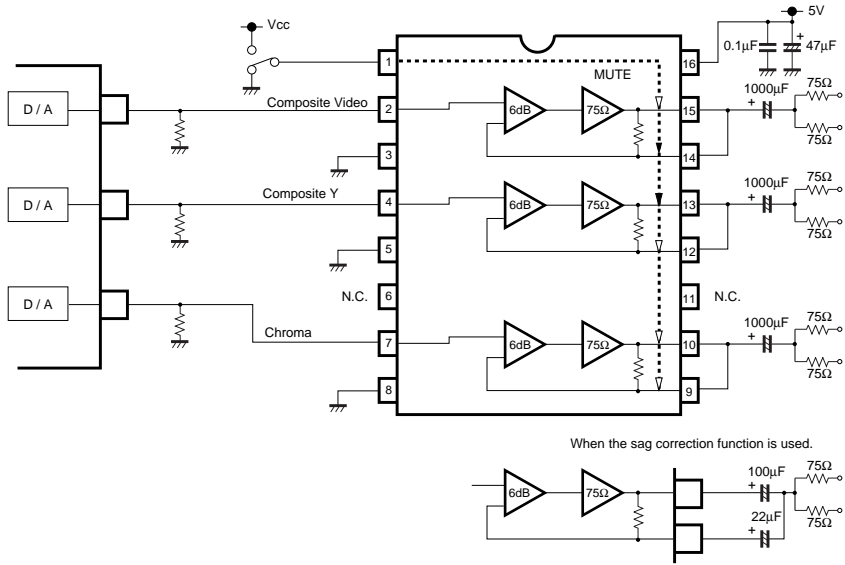 Vcc
5V
0.1μF
+
47μF
1
MUTE
16
D / A
Composite Video
2
6dB
75Ω
15
1000μF
+
75Ω
75Ω
3
14
D / A
Composite Y
4
6dB
75Ω
13
1000μF
+
75Ω
75Ω
5
12
N.C.
6
11
N.C.
D / A
Chroma
7
6dB
75Ω
10
1000μF
+
75Ω
75Ω
8
9
When the sag correction function is used.
6dB
75Ω
100μF
+
75Ω
75Ω
22μF
+